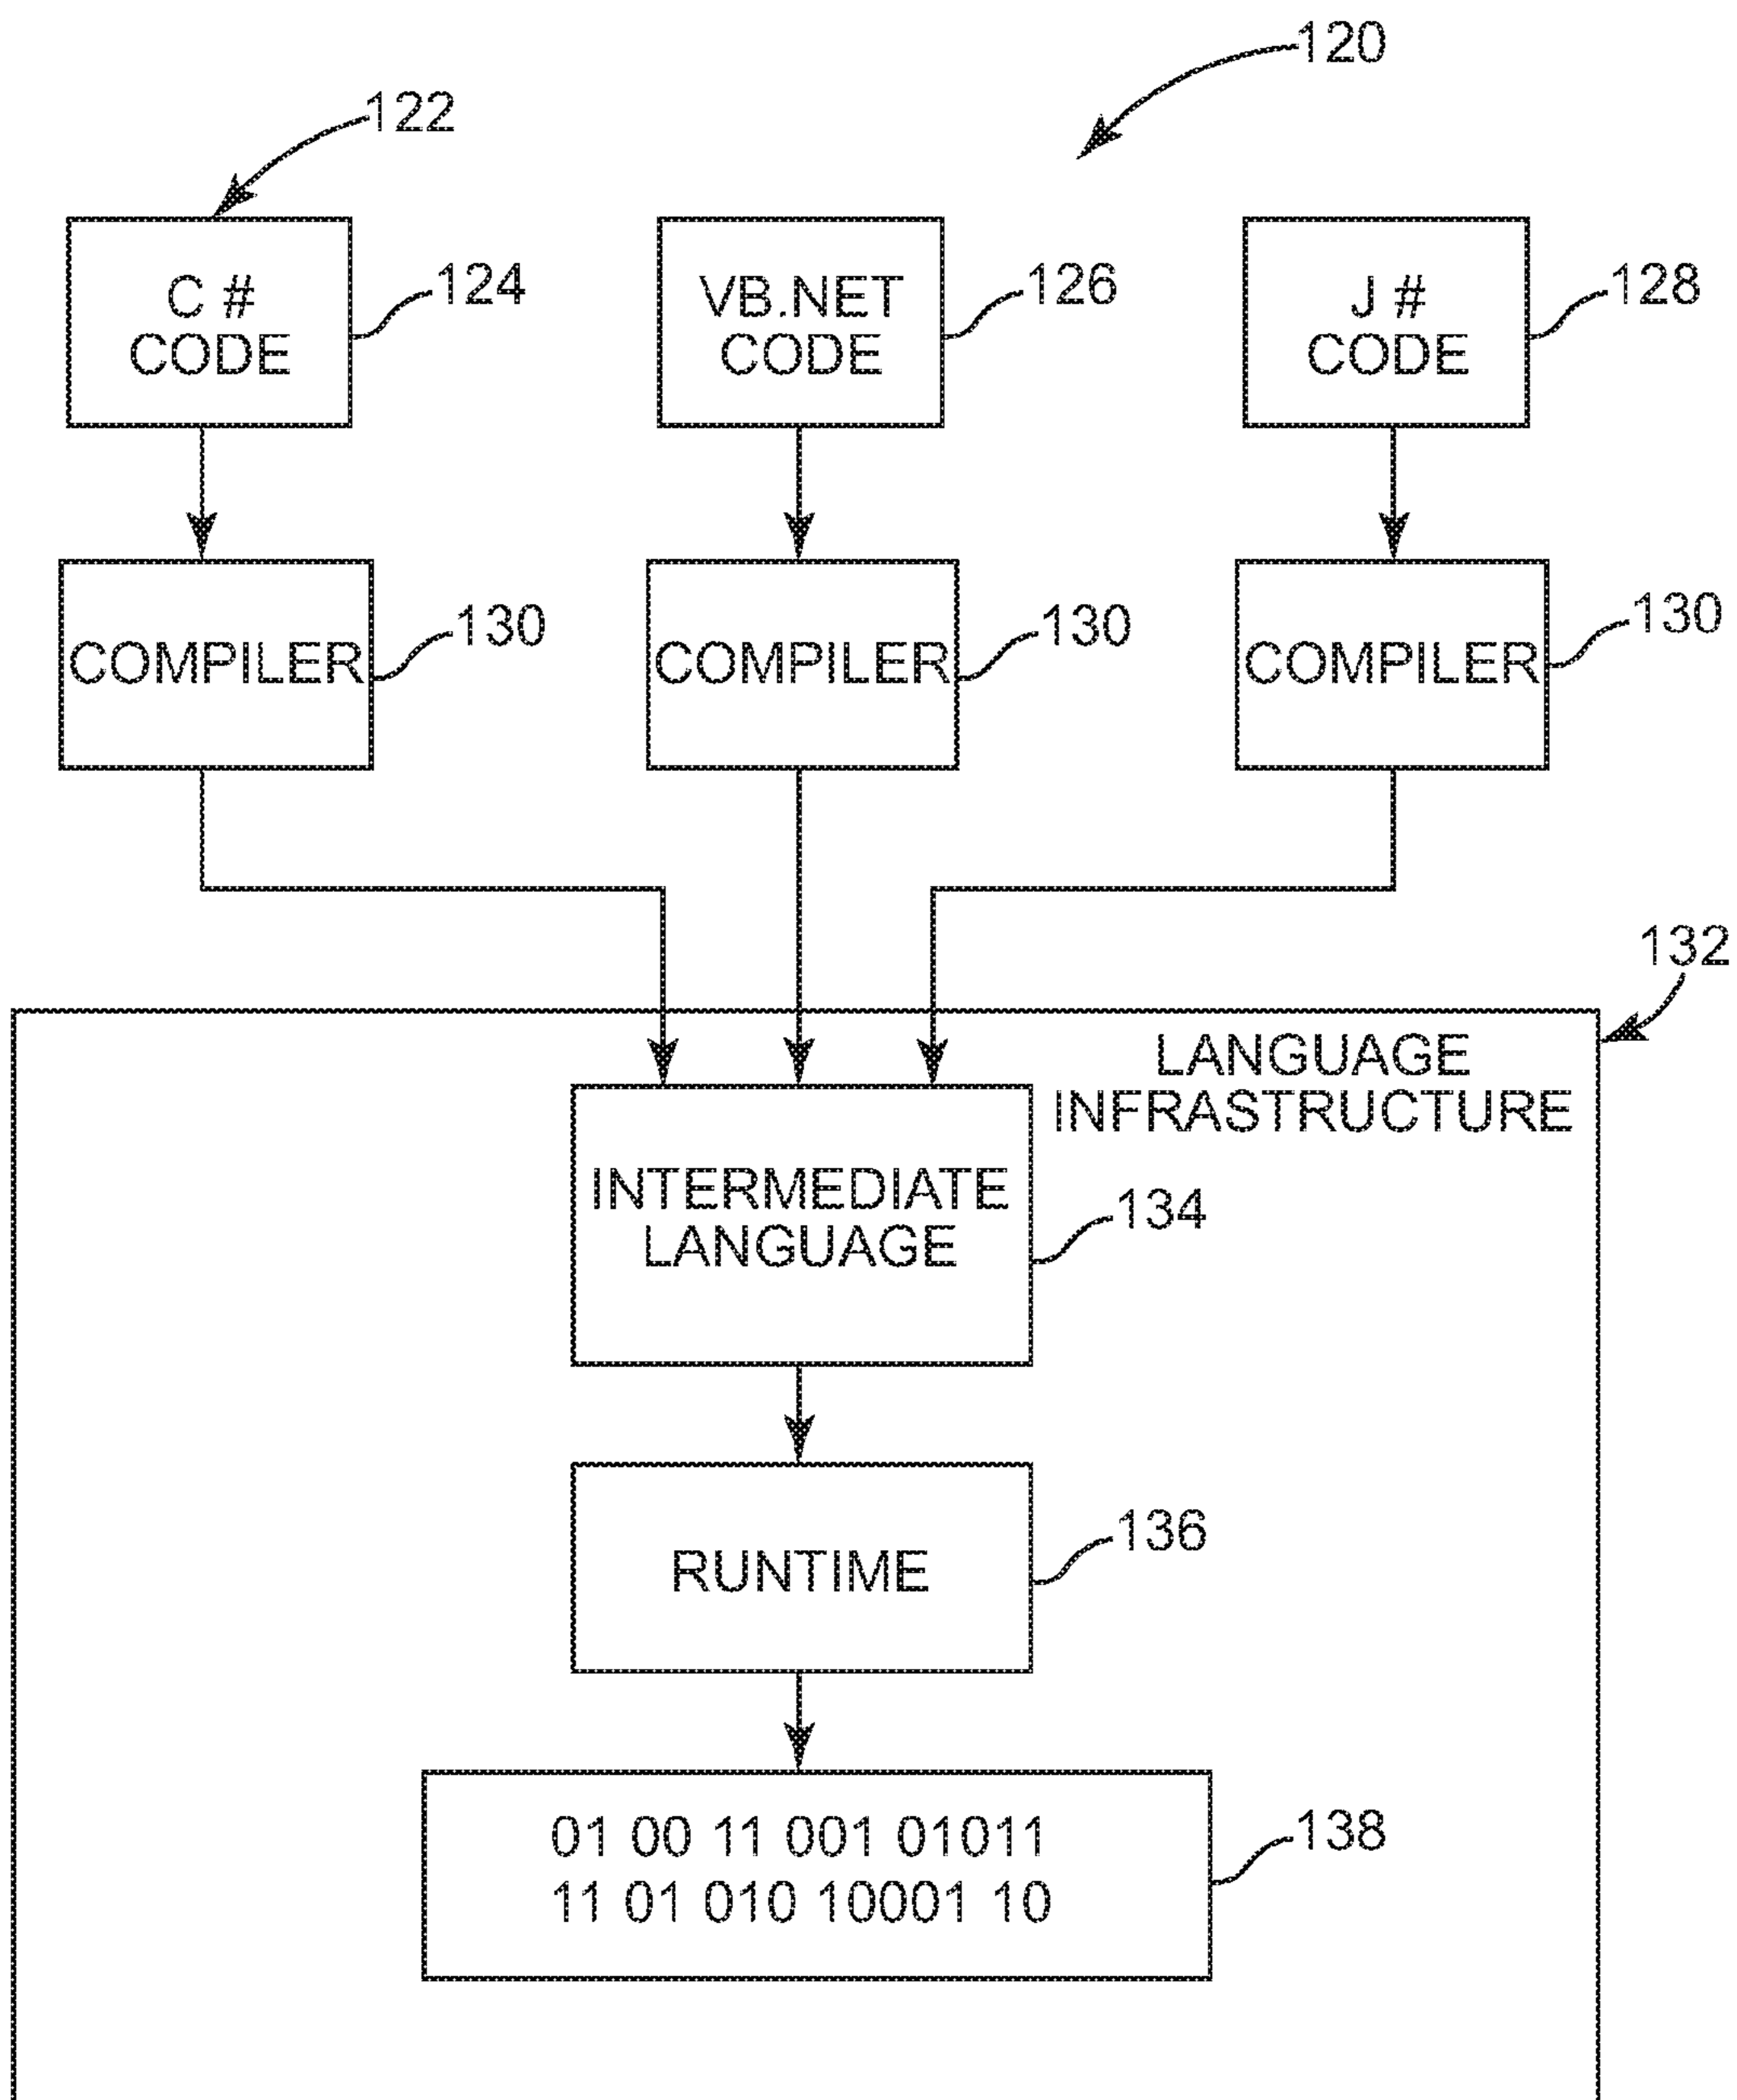 120
122
C #
CODE
124
VB.NET
CODE
126
J #
CODE
128
COMPILER
130
COMPILER
130
COMPILER
130
132
LANGUAGE
INFRASTRUCTURE
INTERMEDIATE
LANGUAGE
134
RUNTIME
136
01 00 11 001 01011
11 01 010 10001 10
138